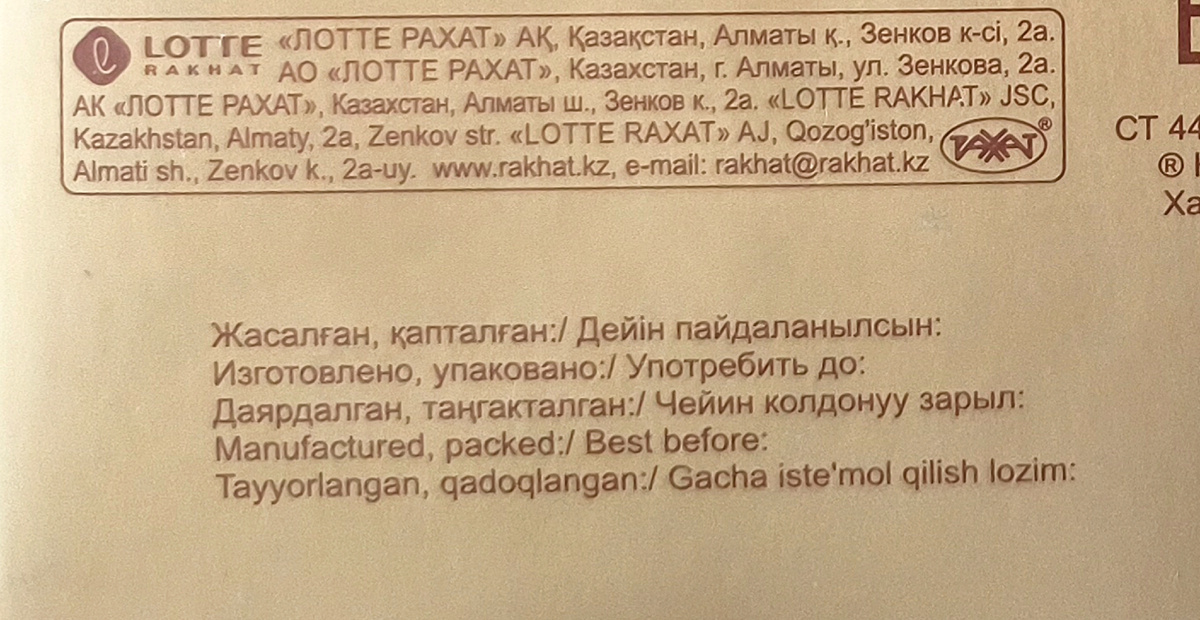 LOTTE «ЛОТТЕ РАХАТ» АҚ, Қазақстан, Алматы қ., Зенков к-сі, 2а.
RAKHAT АО «ЛОТТЕ РАХАТ», Казахстан, г. Алматы, ул. Зенкова, 2а.
АК «ЛОТТЕ РАХАТ», Казахстан, Алматы ш., Зенков к., 2а. «LOTTE RAKHAT» JSC,
Kazakhstan, Almaty, 2a, Zenkov str. «LOTTE RAXAT» AJ, Qozog'iston,
Almati sh., Zenkov k., 2a-uy. www.rakhat.kz, e-mail: rakhat@rakhat.kz
РАХАТ®
СТ 44
®
Ха
Жасалған, қапталған:/ Дейін пайдаланылсын:
Изготовлено, упаковано:/ Употребить до:
Даярдалган, таңгакталган:/ Чейин колдонуу зарыл:
Manufactured, packed:/ Best before:
Tayyorlangan, qadoqlangan:/ Gacha iste'mol qilish lozim: